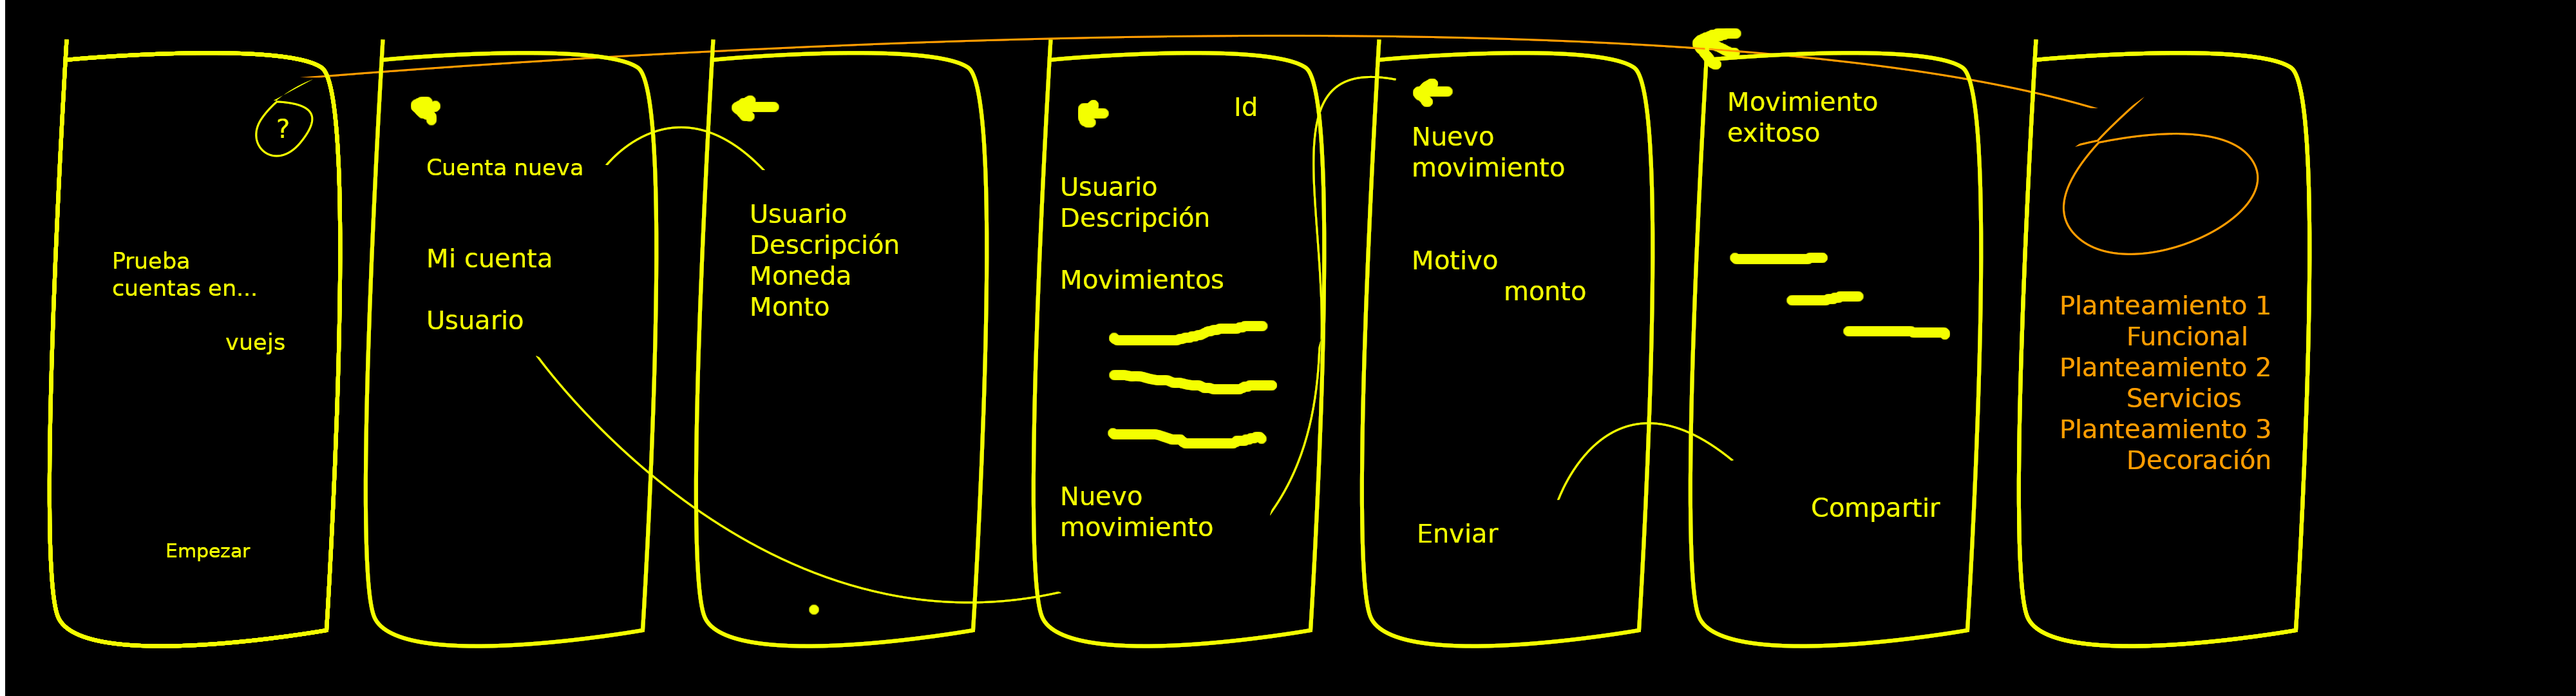 ?
Prueba
cuentas en...
vuejs
Empezar
Cuenta nueva
Mi cuenta
Usuario
Usuario
Descripción
Moneda
Monto
Id
Usuario
Descripción
Movimientos
Nuevo
movimiento
Nuevo
movimiento
Motivo
monto
Enviar
Movimiento
exitoso
Compartir
Planteamiento 1
Funcional
Planteamiento 2
Servicios
Planteamiento 3
Decoración